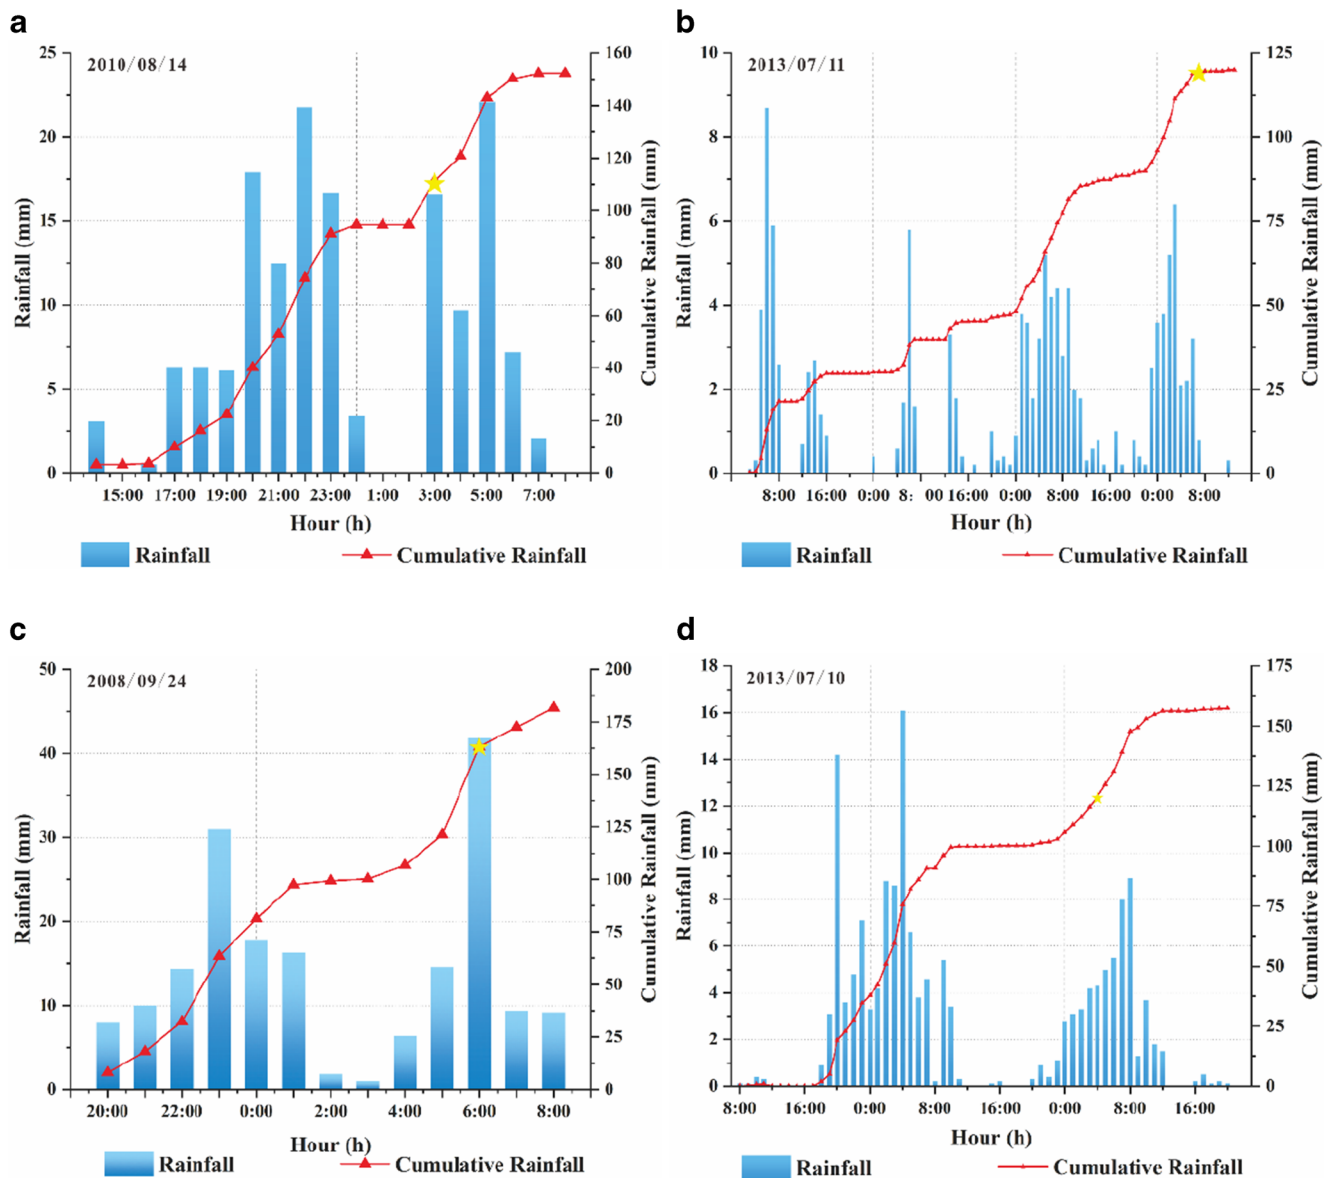 a
2010/08/14
25
20
15
10
5
0
160
140
120
100
80
60
40
20
0
Rainfall (mm)
Cumulative Rainfall (mm)
15:00 17:00 19:00 21:00 23:00 1:00 3:00 5:00 7:00
Hour (h)
Rainfall Cumulative Rainfall
b
2013/07/11
10
8
6
4
2
0
125
100
75
50
25
0
Rainfall (mm)
Cumulative Rainfall (mm)
8:00 16:00 0:00 8: 00 16:00 0:00 8:00 16:00 0:00 8:00
Hour (h)
Rainfall Cumulative Rainfall
c
2008/09/24
50
40
30
20
10
0
200
175
150
125
100
75
50
25
0
Rainfall (mm)
Cumulative Rainfall (mm)
20:00 22:00 0:00 2:00 4:00 6:00 8:00
Hour (h)
Rainfall Cumulative Rainfall
d
2013/07/10
18
16
14
12
10
8
6
4
2
0
175
150
125
100
75
50
25
0
Rainfall (mm)
Cumulative Rainfall (mm)
8:00 16:00 0:00 8:00 16:00 0:00 8:00 16:00
Hour (h)
Rainfall Cumulative Rainfall